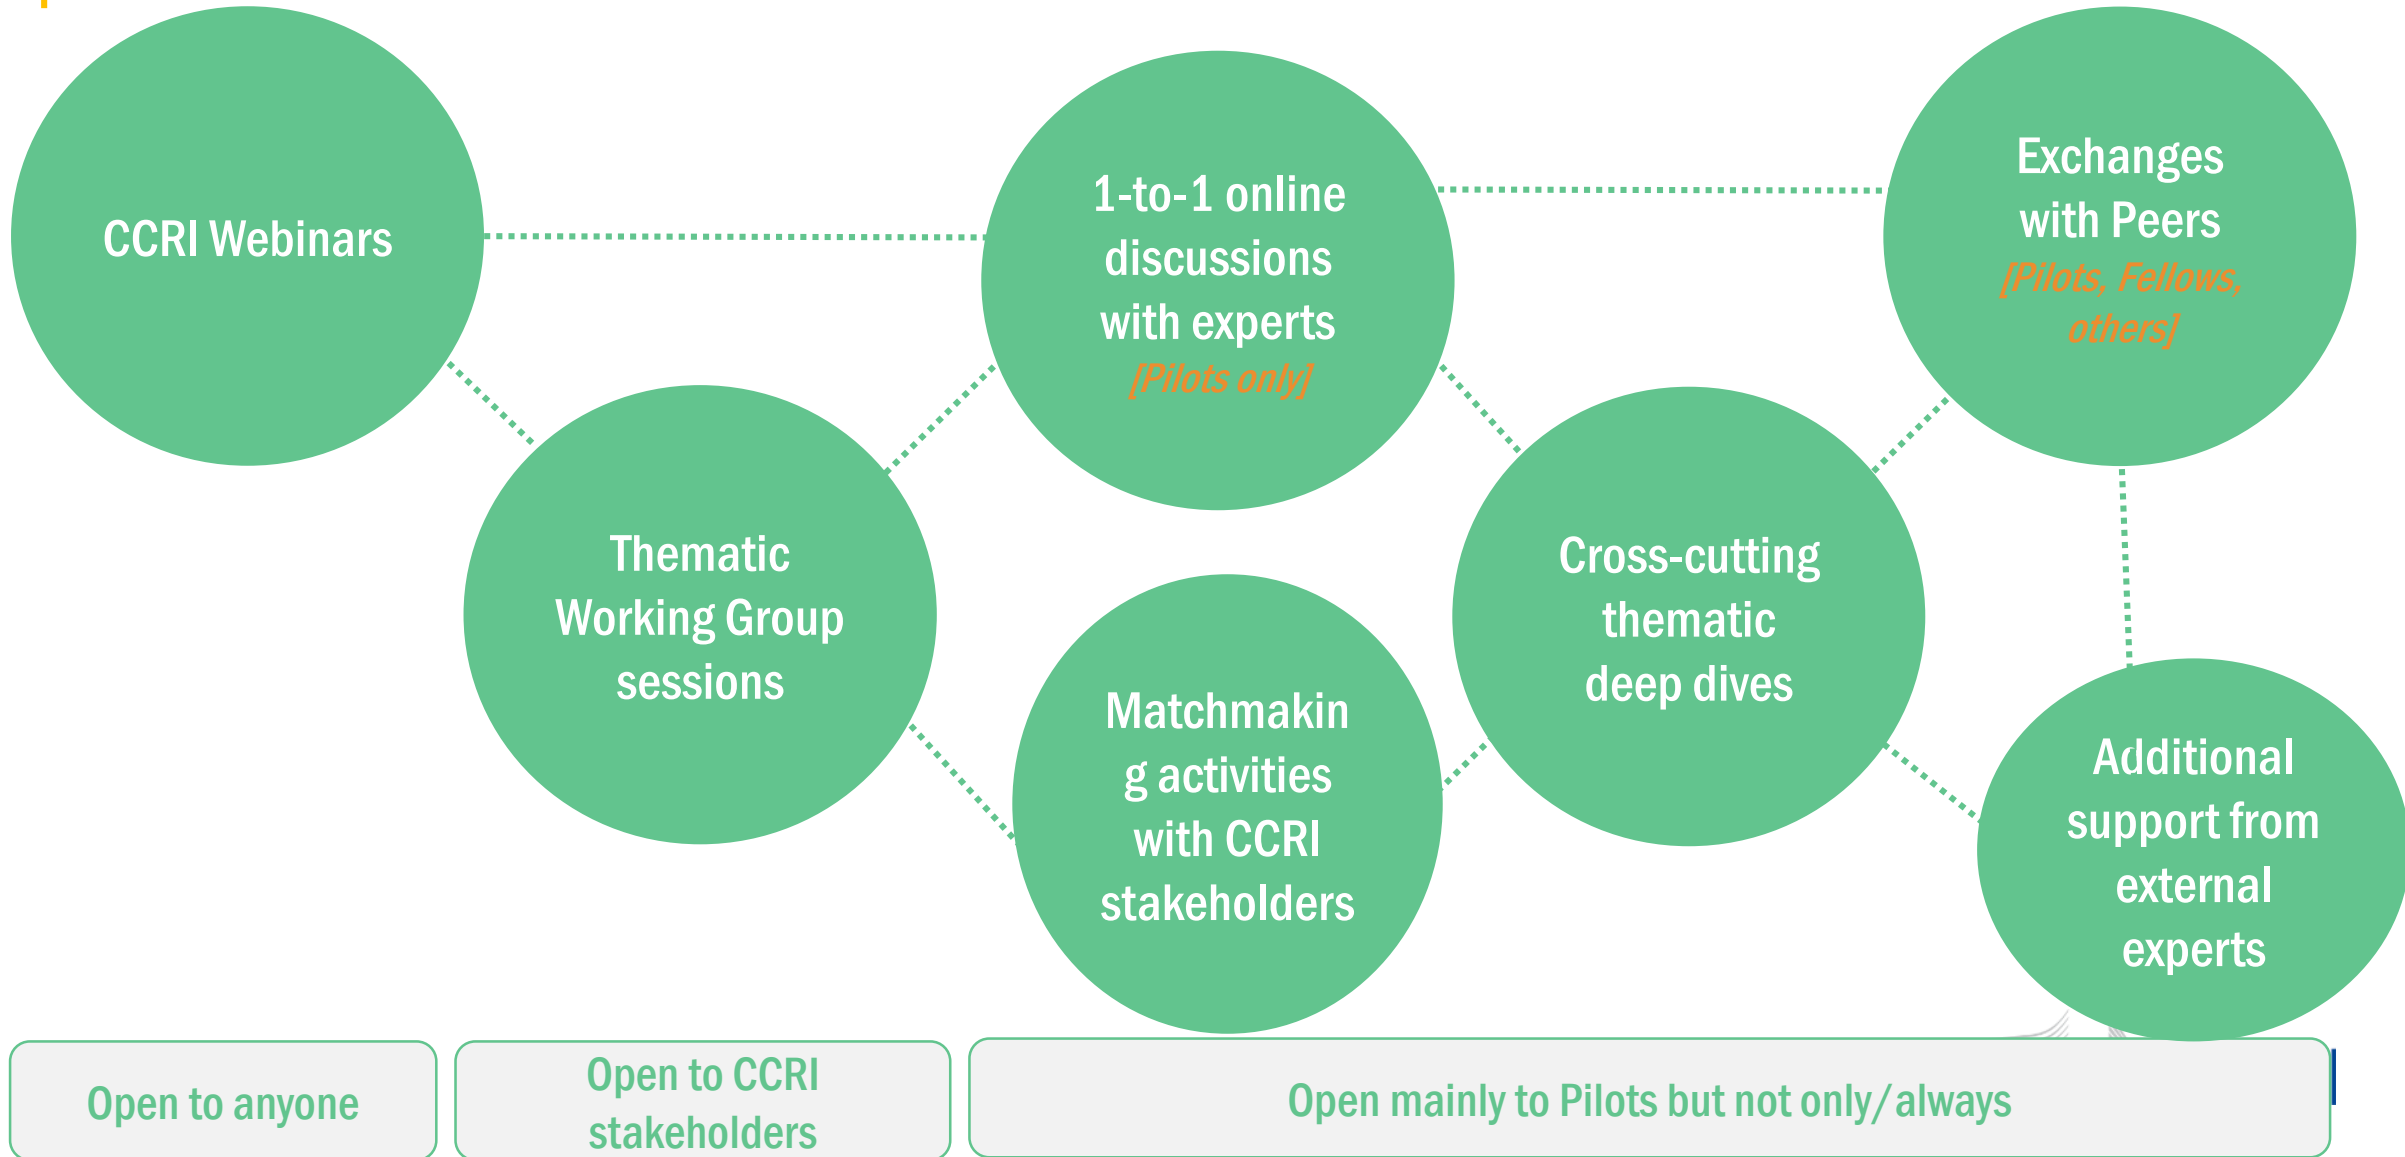 CCRI Webinars
1-to-1 online
discussions
with experts
[Pilots only]
Exchanges
with Peers
[Pilots, Fellows,
others]
Thematic
Working Group
sessions
Matchmakin
g activities
with CCRI
stakeholders
Cross-cutting
thematic
deep dives
Additional
support from
external
experts
Open to anyone
Open to CCRI
stakeholders
Open mainly to Pilots but not only/always